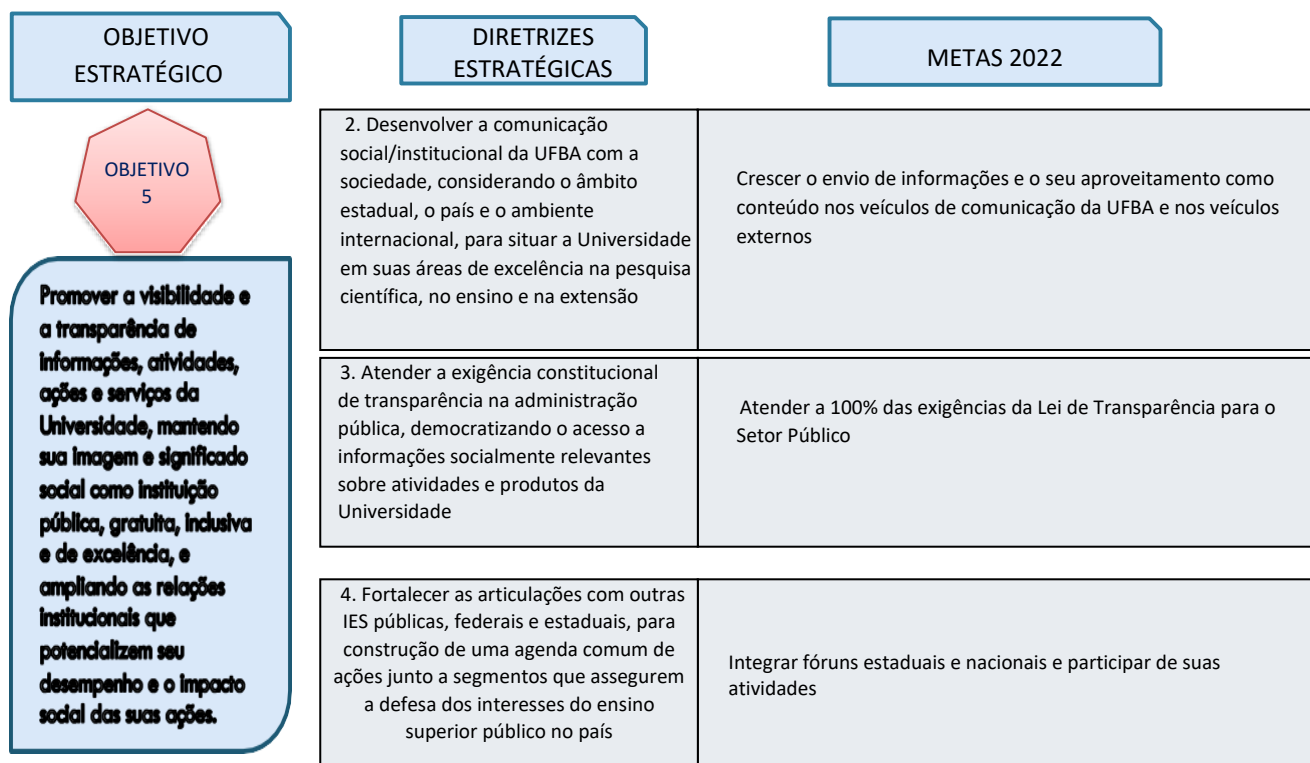 OBJETIVO
ESTRATÉGICO
DIRETRIZES
ESTRATÉGICAS
METAS 2022
OBJETIVO
5
Promover a visibilidade e
a transparência de
informações, atividades,
ações e serviços da
Universidade, mantendo
sua imagem e significado
social como instituição
pública, gratuita, inclusiva
e de excelência, e
ampliando as relações
institucionais que
potencializem seu
desempenho e o impacto
social das suas ações.
2. Desenvolver a comunicação
social/institucional da UFBA com a
sociedade, considerando o âmbito
estadual, o país e o ambiente
internacional, para situar a Universidade
em suas áreas de excelência na pesquisa
científica, no ensino e na extensão
Crescer o envio de informações e o seu aproveitamento como
conteúdo nos veículos de comunicação da UFBA e nos veículos
externos
3. Atender a exigência constitucional
de transparência na administração
pública, democratizando o acesso a
informações socialmente relevantes
sobre atividades e produtos da
Universidade
Atender a 100% das exigências da Lei de Transparência para o
Setor Público
4. Fortalecer as articulações com outras
IES públicas, federais e estaduais, para
construção de uma agenda comum de
ações junto a segmentos que assegurem
a defesa dos interesses do ensino
superior público no país
Integrar fóruns estaduais e nacionais e participar de suas
atividades